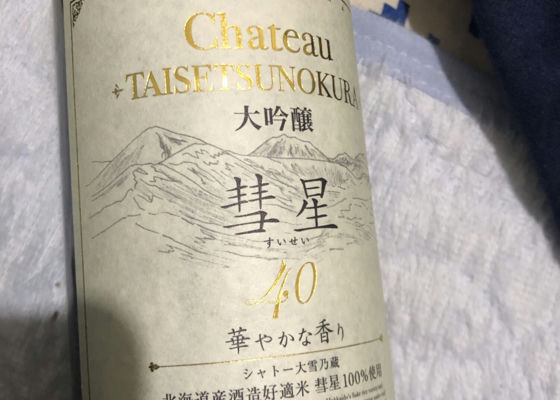 Chateau
TAISETSUNOKURA
大吟醸
彗星
すいせい
40
華やかな香り
シャトー大雪乃蔵
北海道産酒造好適米 彗星100%使用